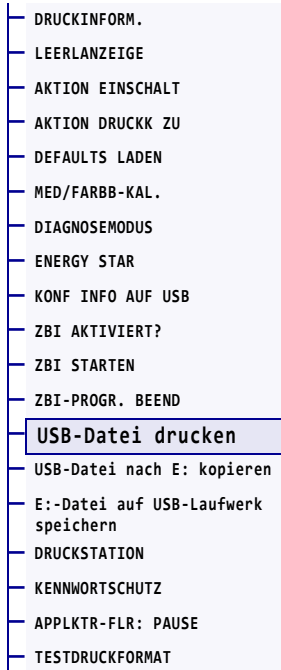 DRUCKINFORM.
LEERLANZEIGE
AKTION EINSCHALT
AKTION DRUCKK ZU
DEFAULTS LADEN
MED/FARBB-KAL.
DIAGNOSEMODUS
ENERGY STAR
KONF INFO AUF USB
ZBI AKTIVIERT?
ZBI STARTEN
ZBI-PROGR. BEEND
USB-Datei drucken
USB-Datei nach E: kopieren
E:-Datei auf USB-Laufwerk
speichern
DRUCKSTATION
KENNWORTSCHUTZ
APPLKTR-FLR: PAUSE
TESTDRUCKFORMAT